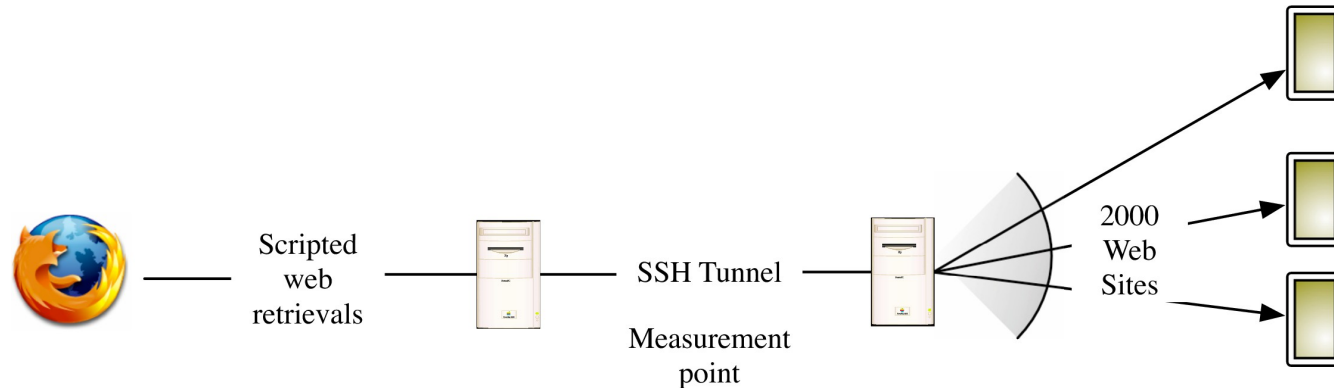 Scripted
web
retrievals
SSH Tunnel
Measurement
point
2000
Web
Sites